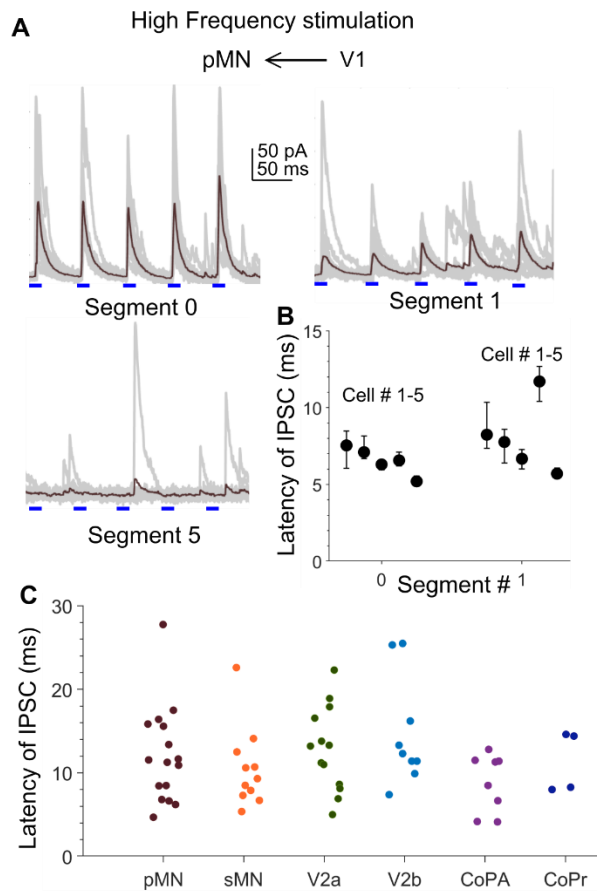 A
High Frequency stimulation
pMN ← V1
50 pA
50 ms
Segment 0
Segment 1
Segment 5
B
Latency of IPSC (ms)
15
10
5
0
Cell # 1-5
Cell # 1-5
0
1
Segment #
C
Latency of IPSC (ms)
30
20
10
0
pMN
sMN
V2a
V2b
CoPA
CoPr